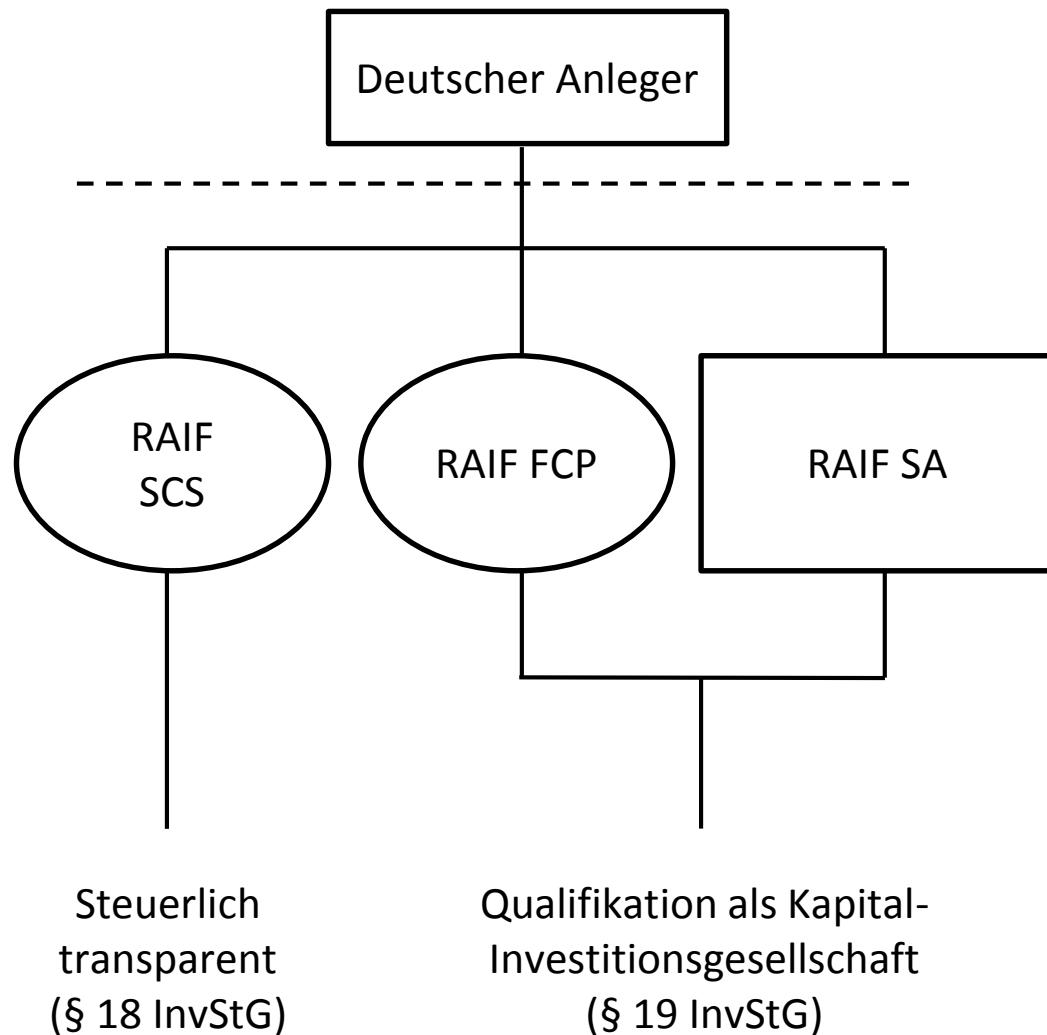 Deutscher Anleger
RAIF
SCS
RAIF FCP
RAIF SA
Steuerlich
transparent
(§ 18 InvStG)
Qualifikation als Kapital-
Investitionsgesellschaft
(§ 19 InvStG)